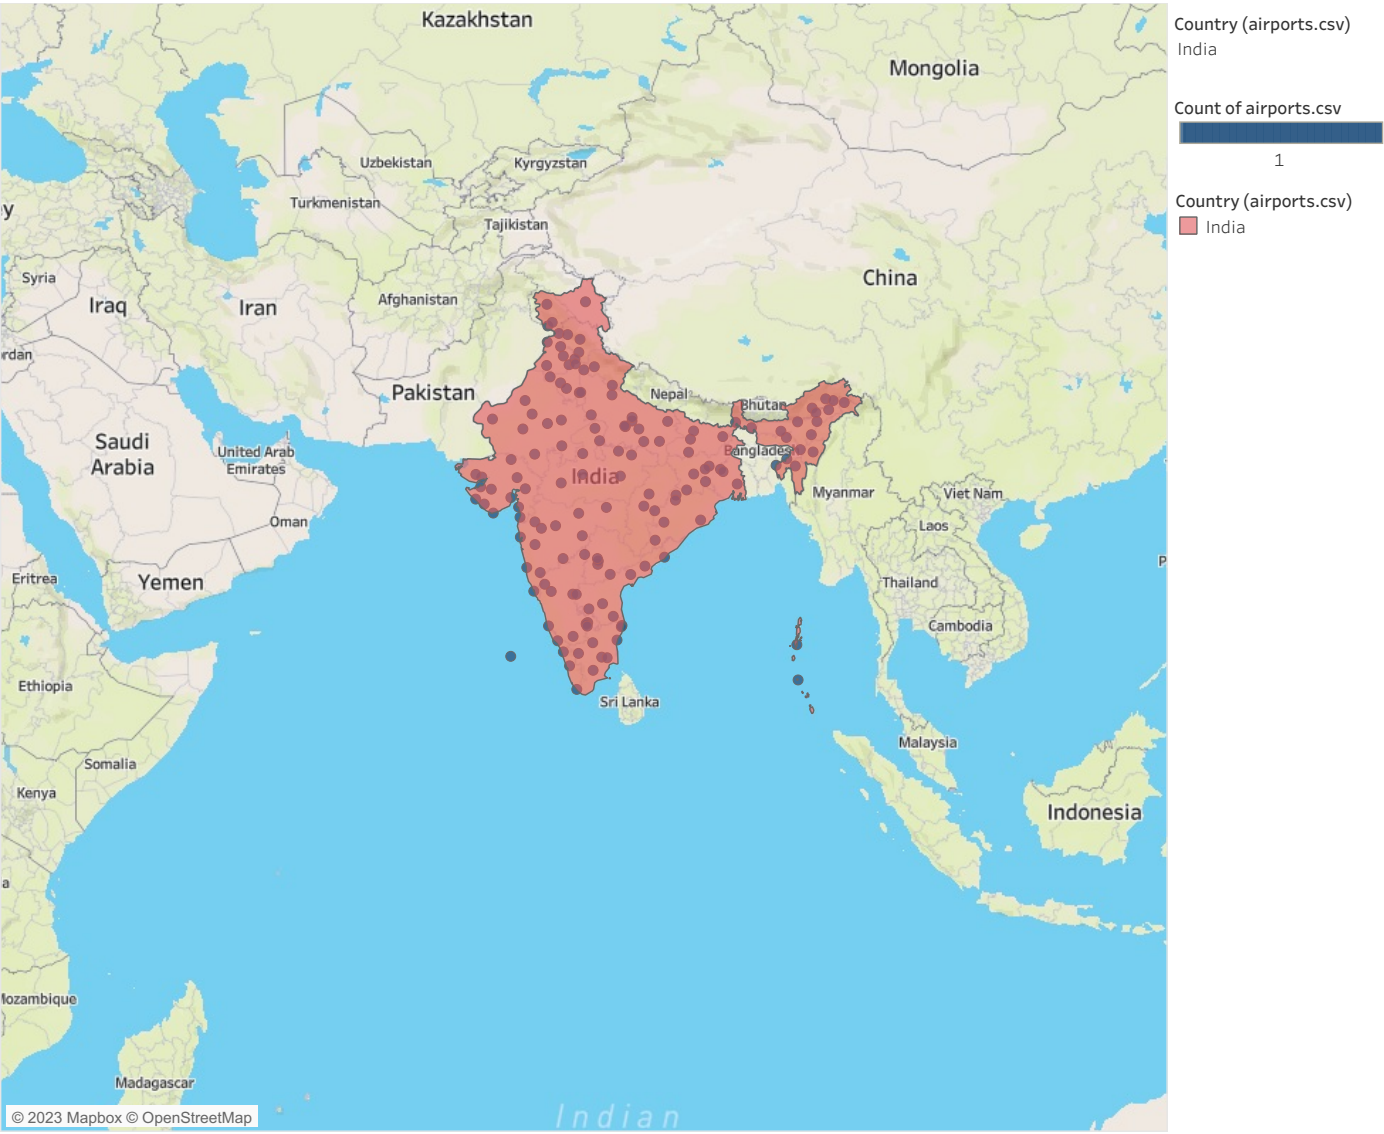 Kazakhstan
Mongolia
Uzbekistan
Kyrgyzstan
Turkmenistan
y
Tajikistan
Syria
China
Afghanistan
Iraq
Iran
rdan
Pakistan
Nepal
Bhutan
Saudi
Arabia
United Arab
Emirates
Bangladesh
India
Myanmar
Viet Nam
Oman
Laos
P
Eritrea
Yemen
Thailand
Cambodia
Ethiopia
Sri Lanka
Malaysia
Somalia
Kenya
Indonesia
a
Mozambique
Madagascar
Indian
© 2023 Mapbox © OpenStreetMap
Country (airports.csv)
India
Count of airports.csv
1
Country (airports.csv)
India